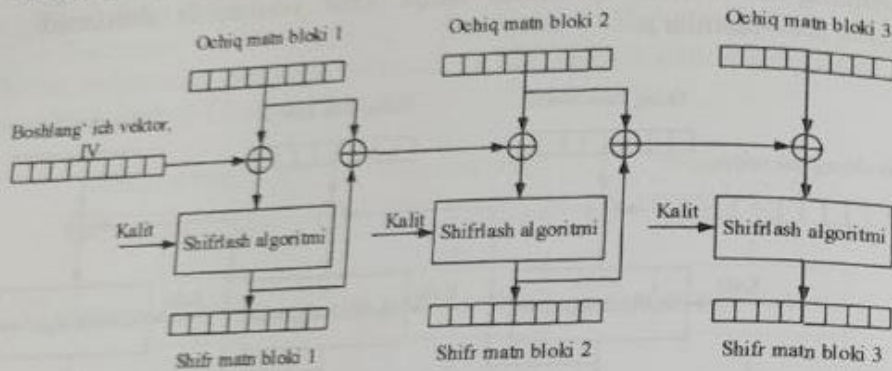 Ochiq matn bloki 1
Ochiq matn bloki 2
Ochiq matn bloki 3
Boshlang' ich vektor,
IV
Kalit
Shifrlash algoritmi
Kalit
Shifrlash algoritmi
Kalit
Shifrlash algoritmi
Shifr matn bloki 1
Shifr matn bloki 2
Shifr matn bloki 3